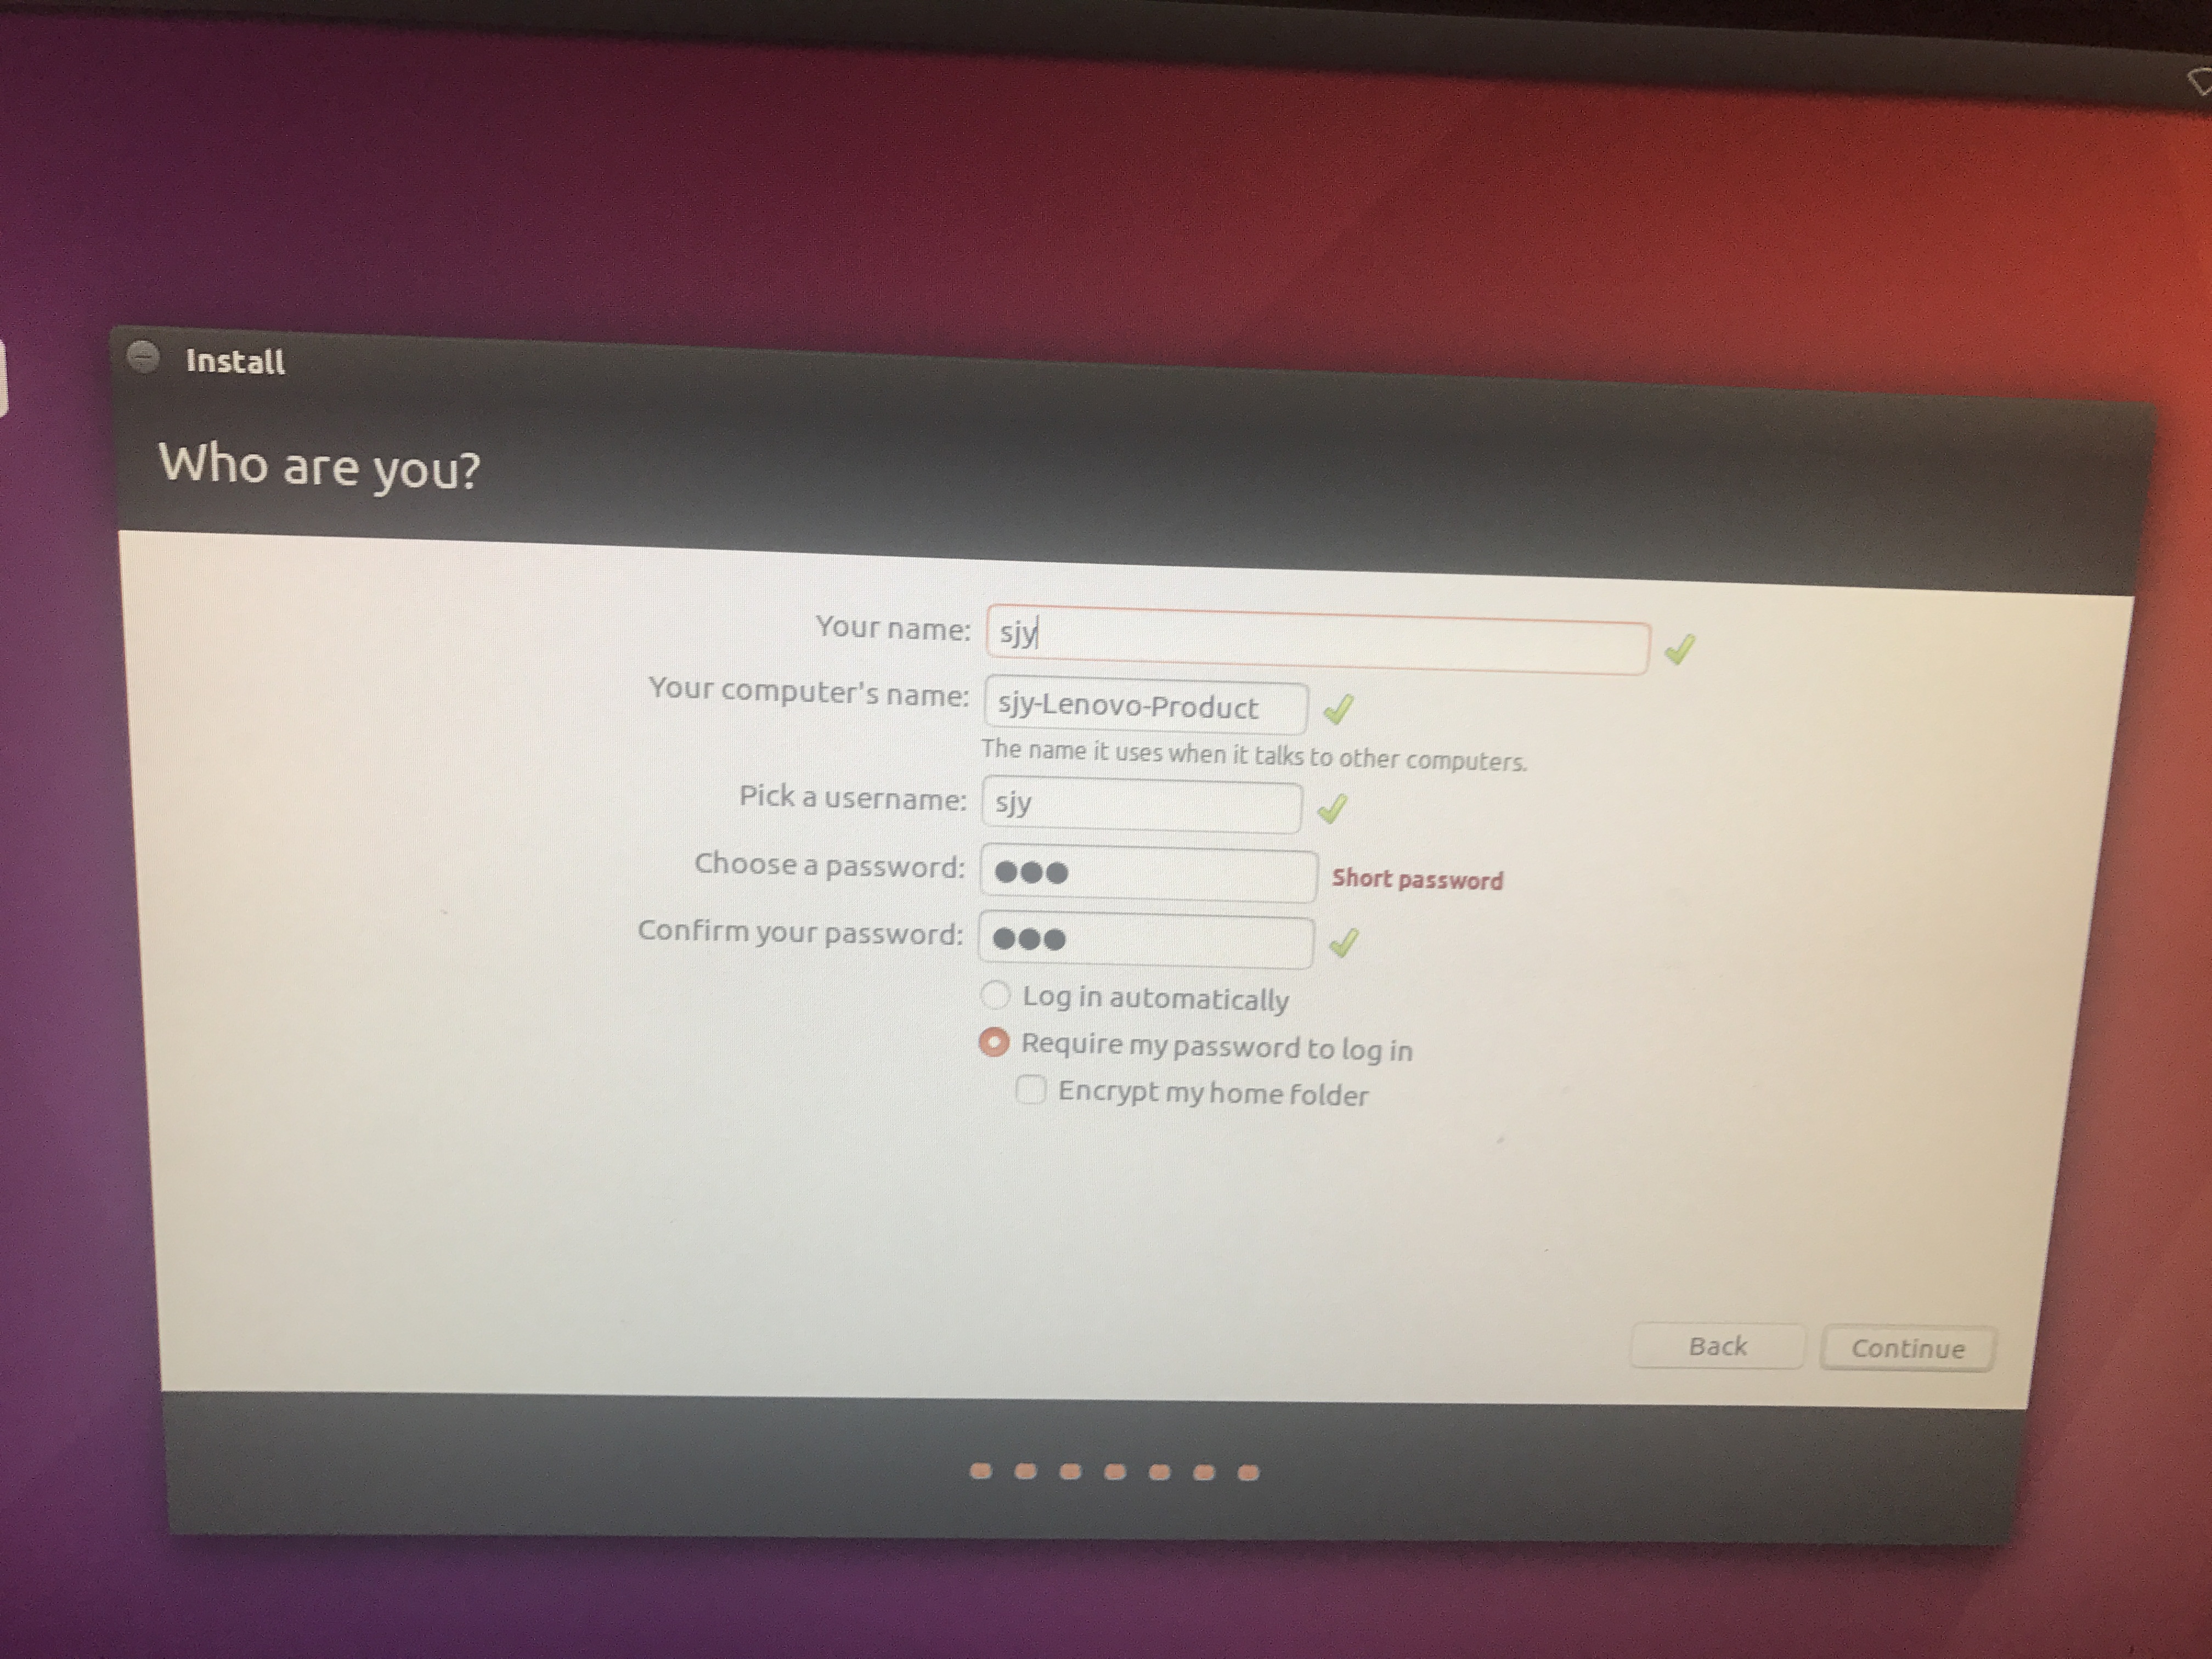 Install
Who are you?
Your name: sjy
Your computer's name: sjy-Lenovo-Product
The name it uses when it talks to other computers.
Pick a username: sjy
Choose a password: ●●● Short password
Confirm your password: ●●●
Log in automatically
Require my password to log in
Encrypt my home folder
Back Continue